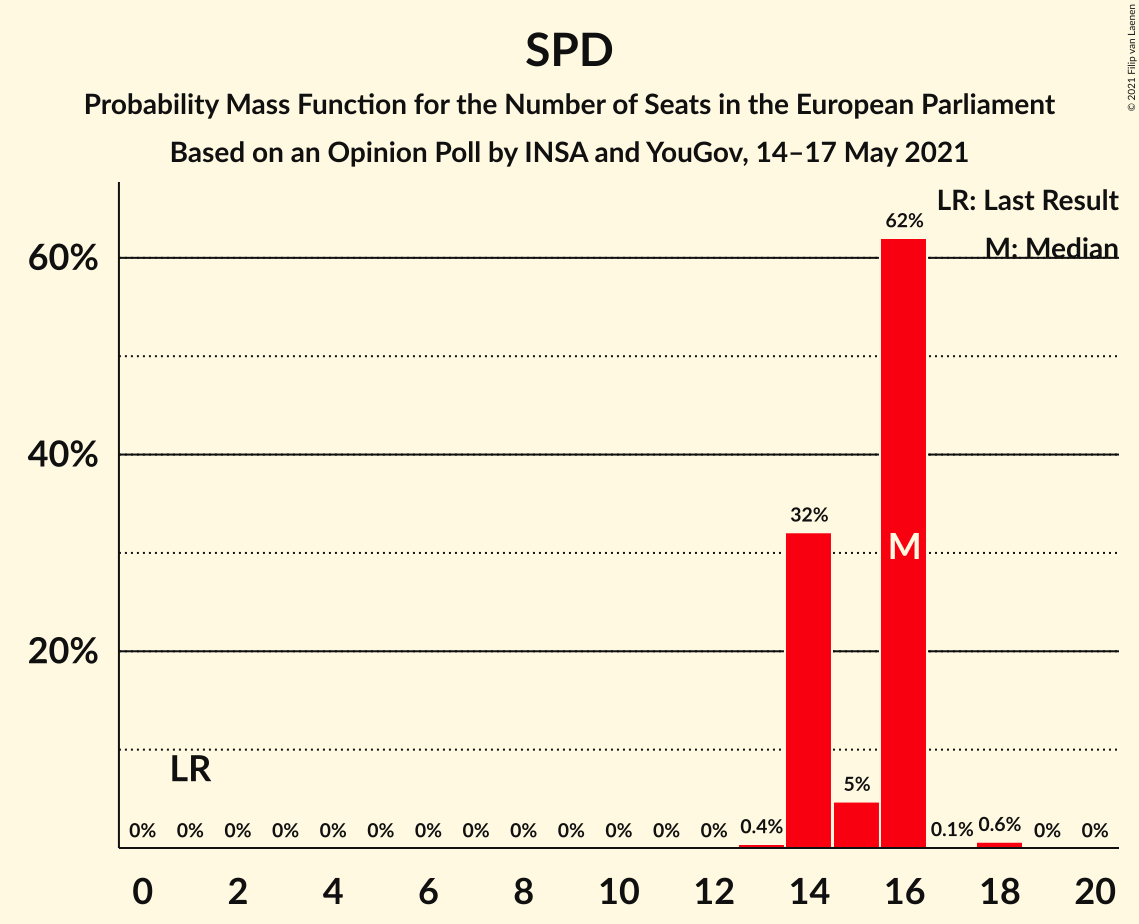 SPD
Probability Mass Function for the Number of Seats in the European Parliament
Based on an Opinion Poll by INSA and YouGov, 14–17 May 2021
© 2021 Filip van Laenen
LR: Last Result
M: Median
60%
40%
20%
62%
32%
M
LR
5%
0% 0% 0% 0% 0% 0% 0% 0% 0% 0% 0% 0% 0% 0.4% 0.1% 0.6% 0% 0%
0 2 4 6 8 10 12 14 16 18 20